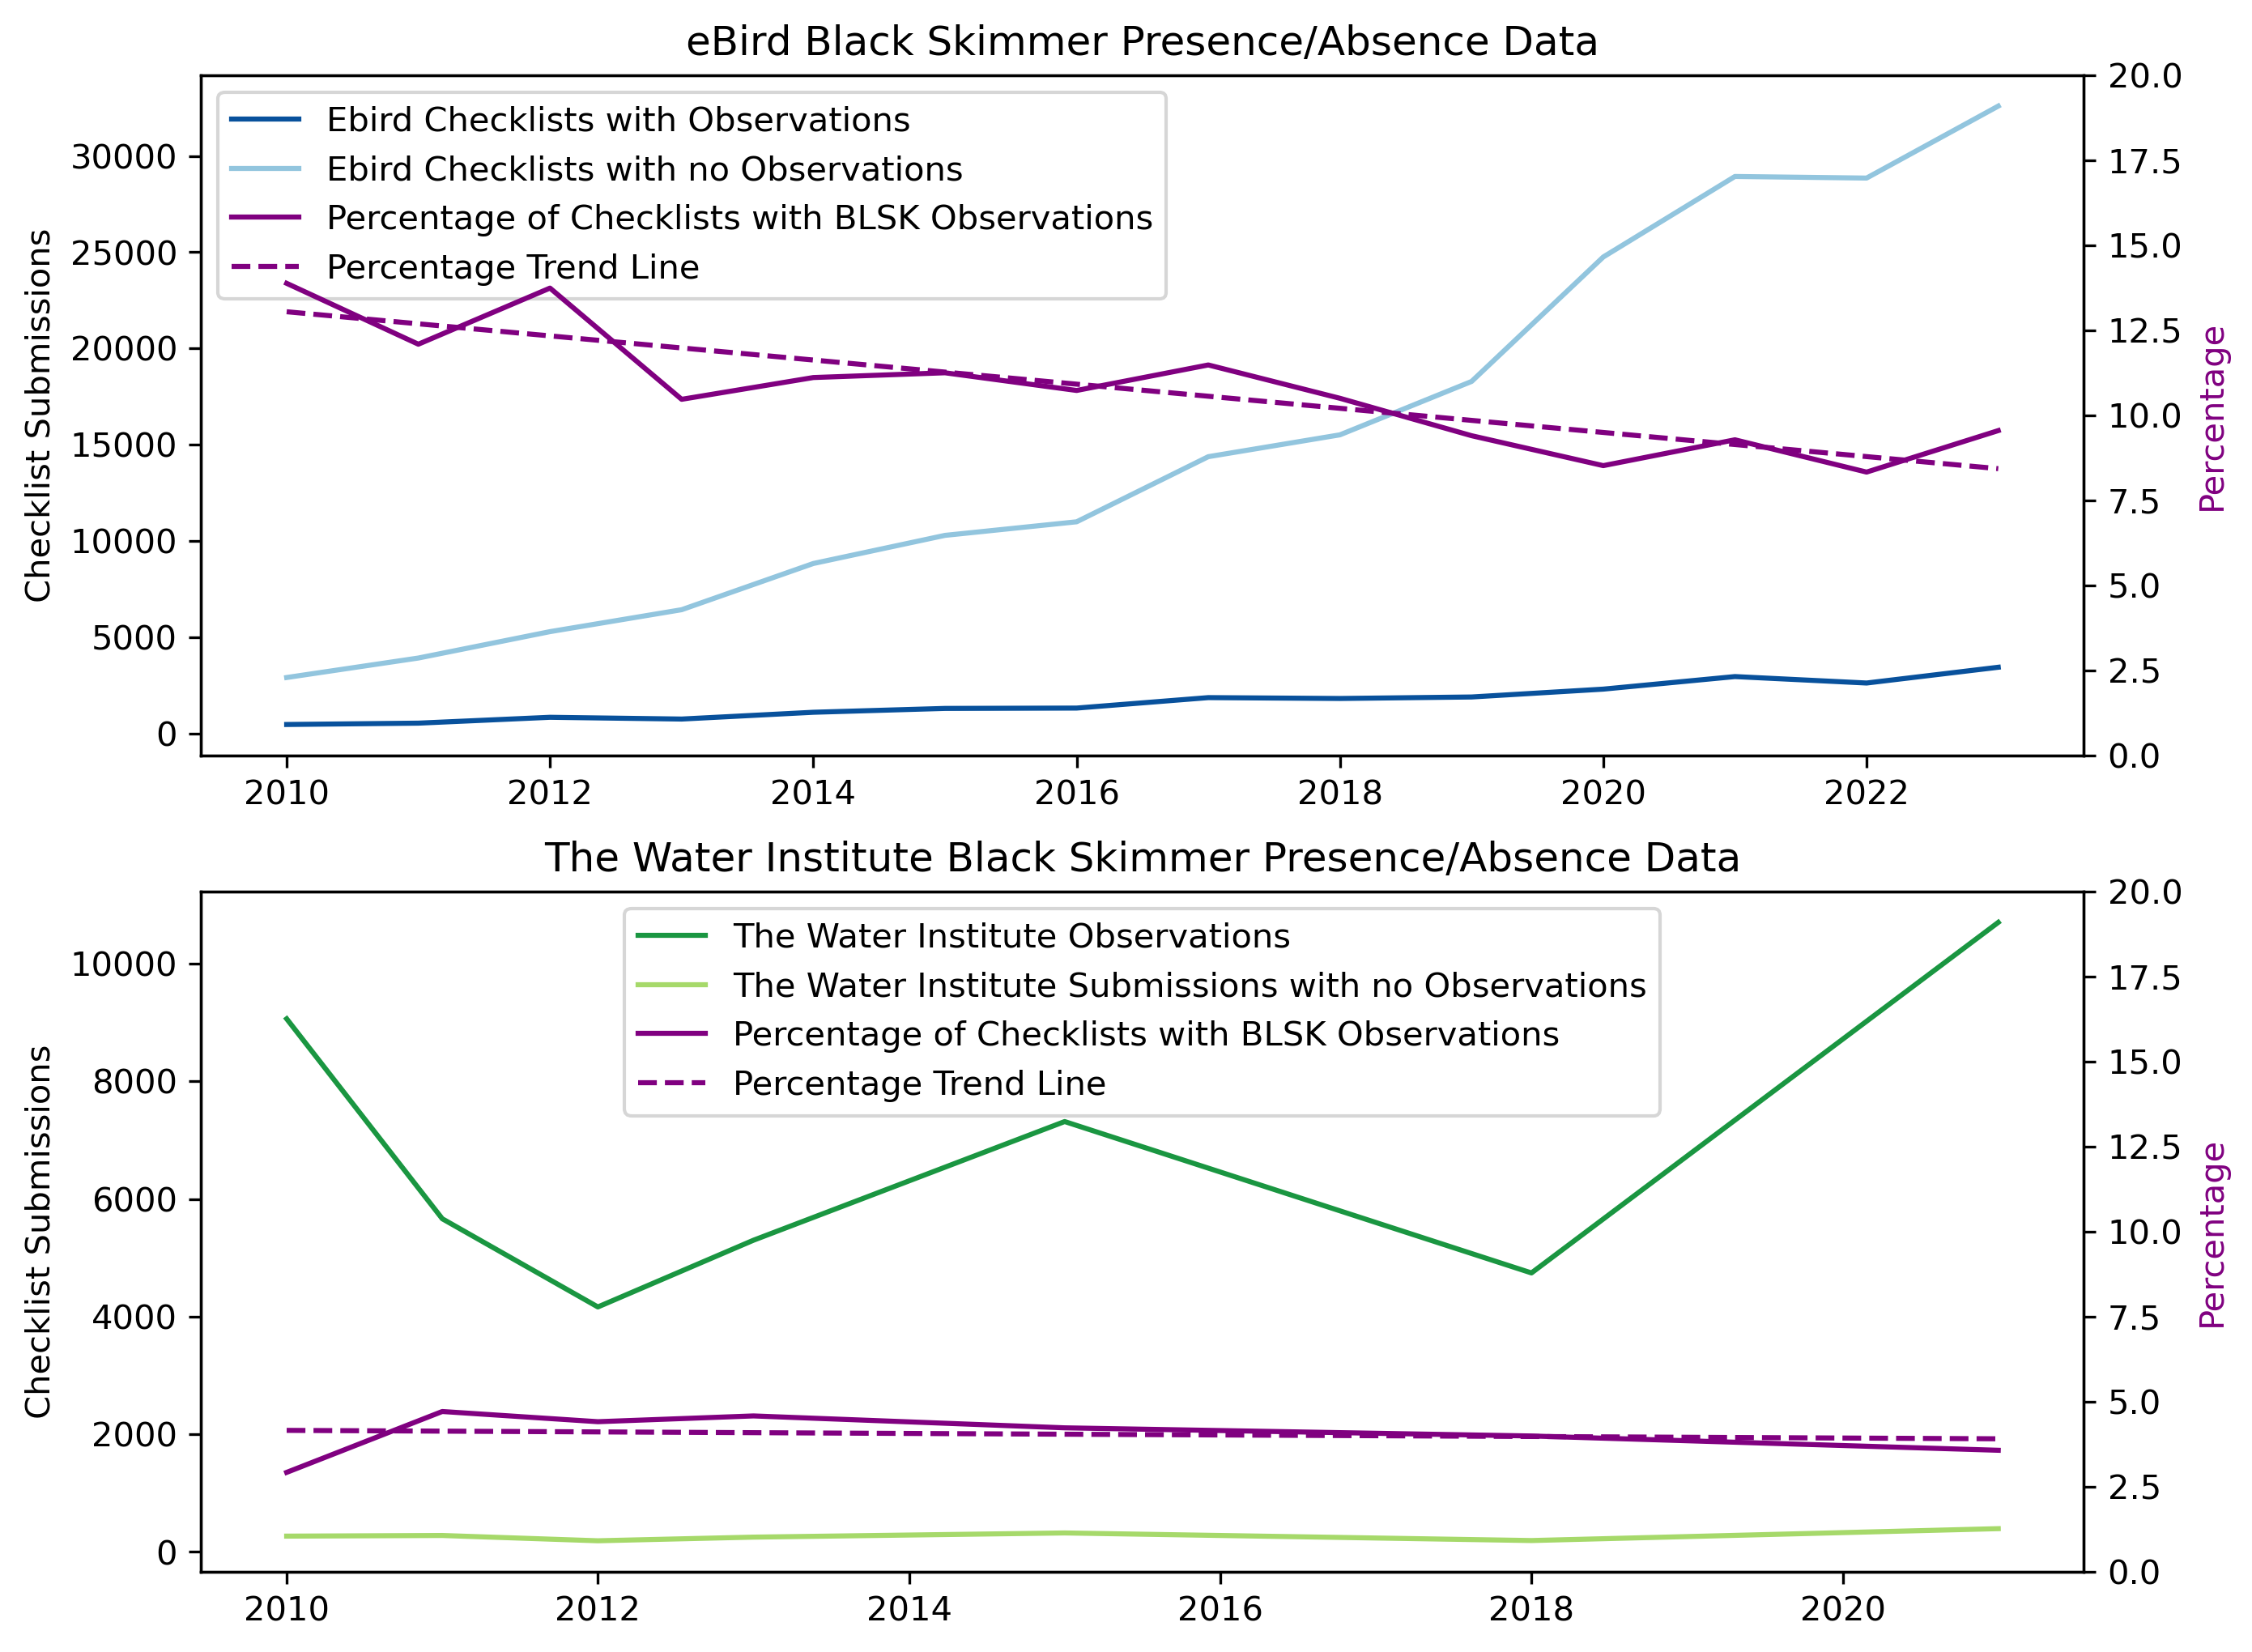 eBird Black Skimmer Presence/Absence Data
Ebird Checklists with Observations
Ebird Checklists with no Observations
Percentage of Checklists with BLSK Observations
Percentage Trend Line
Checklist Submissions
30000
25000
20000
15000
10000
5000
0
20.0
17.5
15.0
12.5
10.0
7.5
5.0
2.5
0.0
Percentage
2010 2012 2014 2016 2018 2020 2022
The Water Institute Black Skimmer Presence/Absence Data
The Water Institute Observations
The Water Institute Submissions with no Observations
Percentage of Checklists with BLSK Observations
Percentage Trend Line
Checklist Submissions
10000
8000
6000
4000
2000
0
20.0
17.5
15.0
12.5
10.0
7.5
5.0
2.5
0.0
Percentage
2010 2012 2014 2016 2018 2020